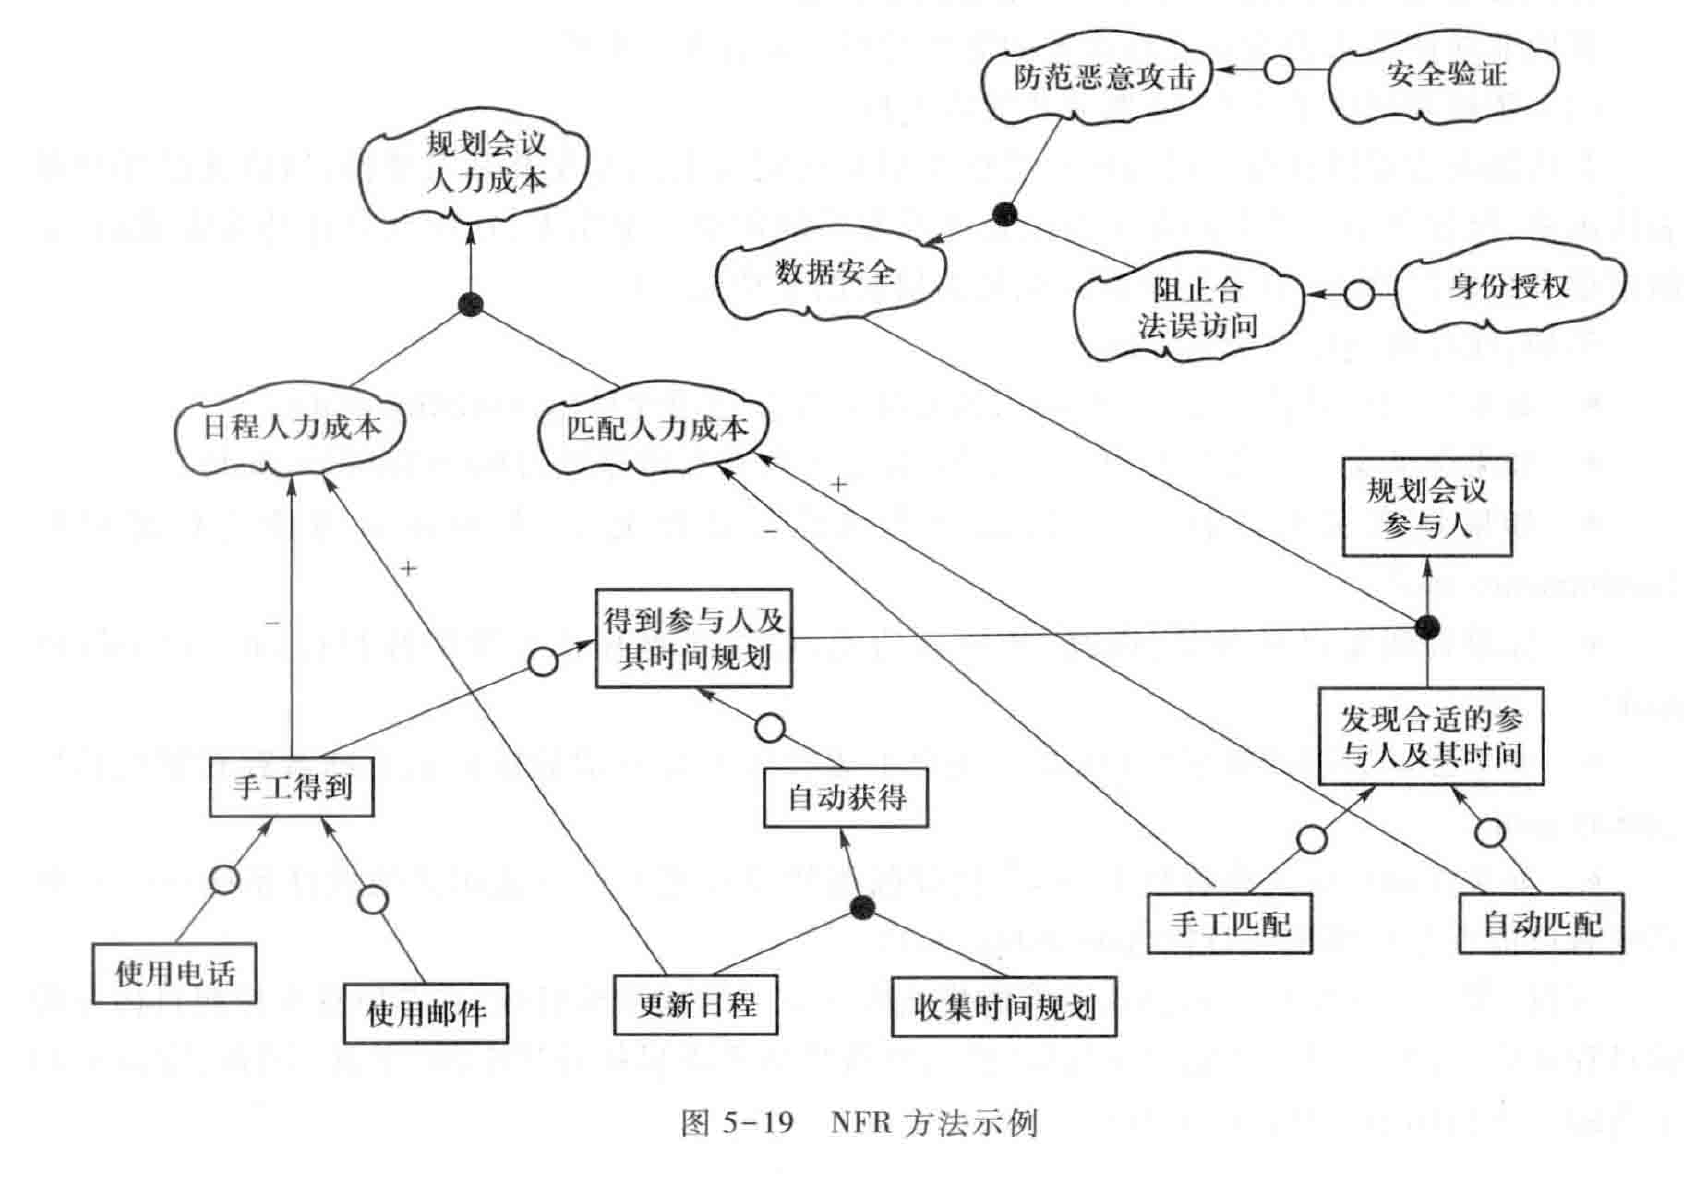 防范恶意攻击
安全验证
规划会议
人力成本
数据安全
阻止合
法误访问
身份授权
日程人力成本
匹配人力成本
+
-
规划会议
参与人
+
-
得到参与人及
其时间规划
发现合适的参
与人及其时间
手工得到
自动获得
手工匹配
自动匹配
使用电话
使用邮件
更新日程
收集时间规划
图 5-19 NFR 方法示例